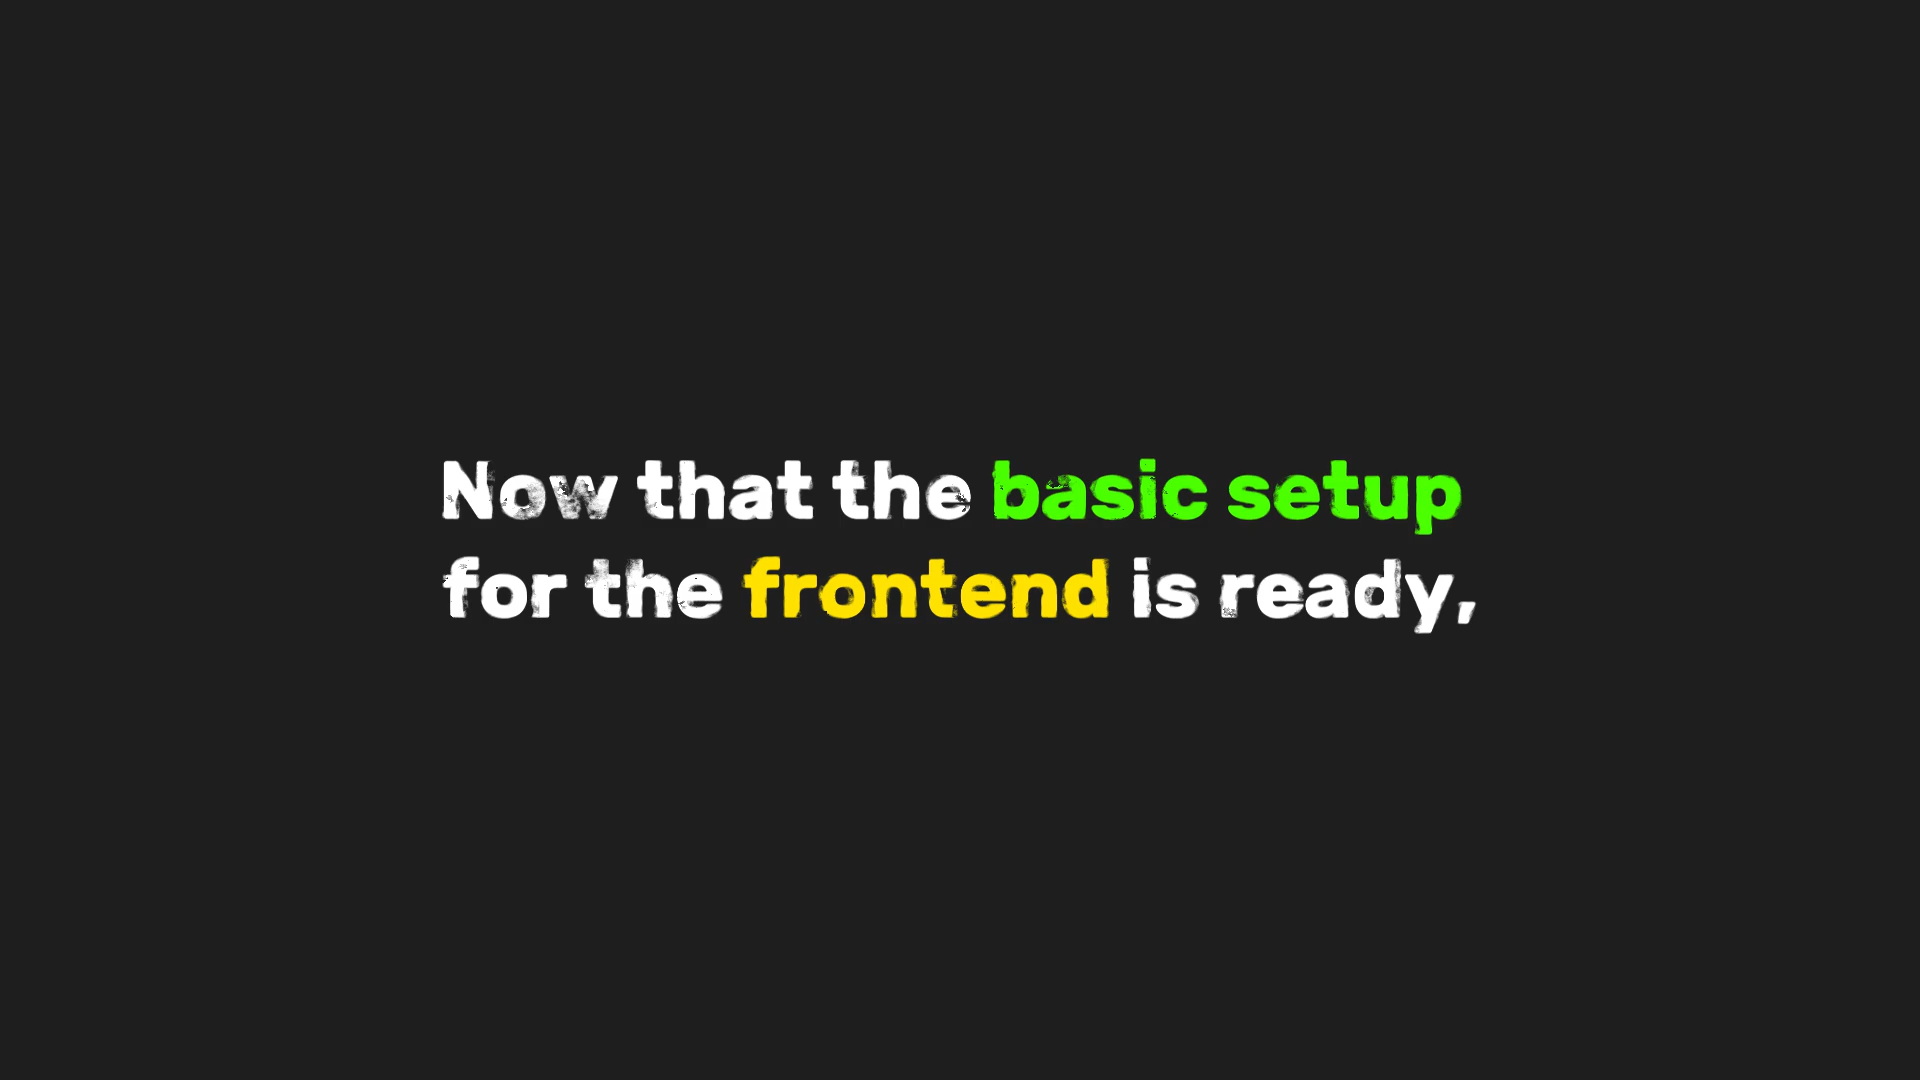 Now that the basic setup
for the frontend is ready,